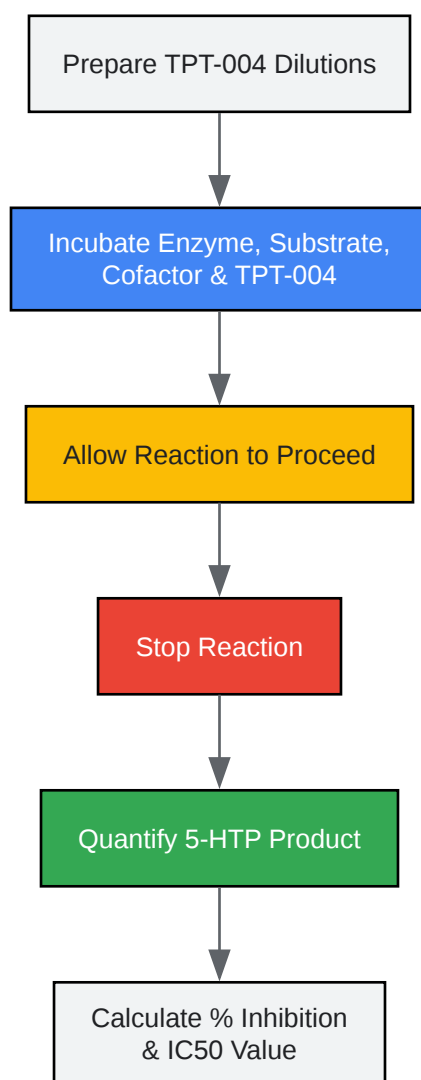 Prepare TPT-004 Dilutions
Incubate Enzyme, Substrate,
Cofactor & TPT-004
Allow Reaction to Proceed
Stop Reaction
Quantify 5-HTP Product
Calculate % Inhibition
& IC50 Value